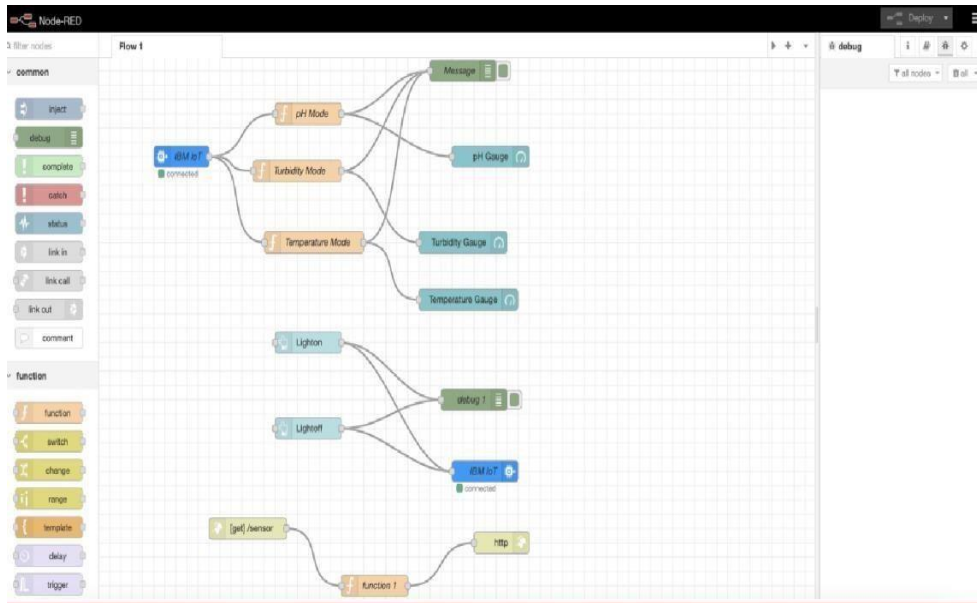 Node-RED
Deploy
filter nodes
Flow 1
debug
all nodes
all
common
inject
debug
complete
catch
status
link in
link call
link out
comment
function
function
switch
change
range
template
delay
trigger
Message
pH Mode
IBM IoT
connected
pH Gauge
Turbidity Mode
Temperature Mode
Turbidity Gauge
Temperature Gauge
Lighton
debug 1
Lightoff
IBM IoT
connected
[get] /sensor
http
function 1